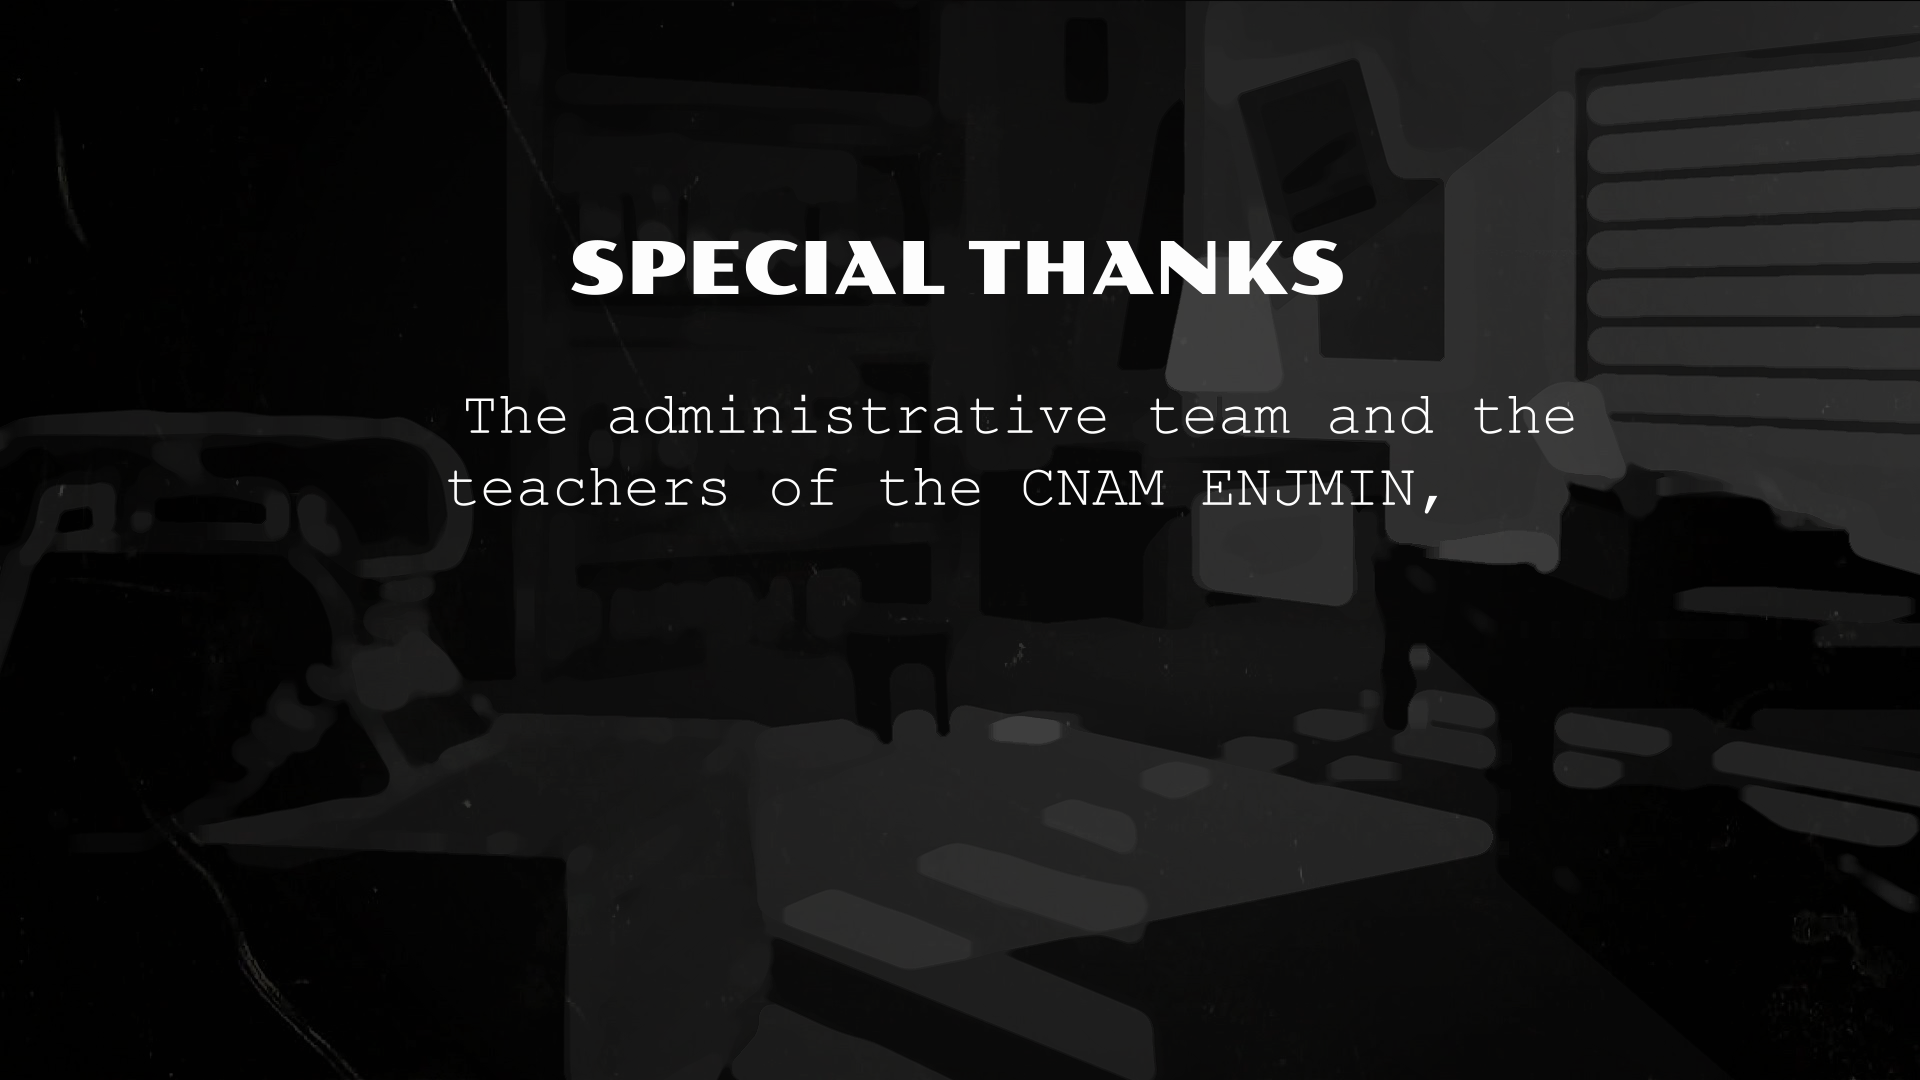 SPECIAL THANKS
The administrative team and the
teachers of the CNAM ENJMIN,